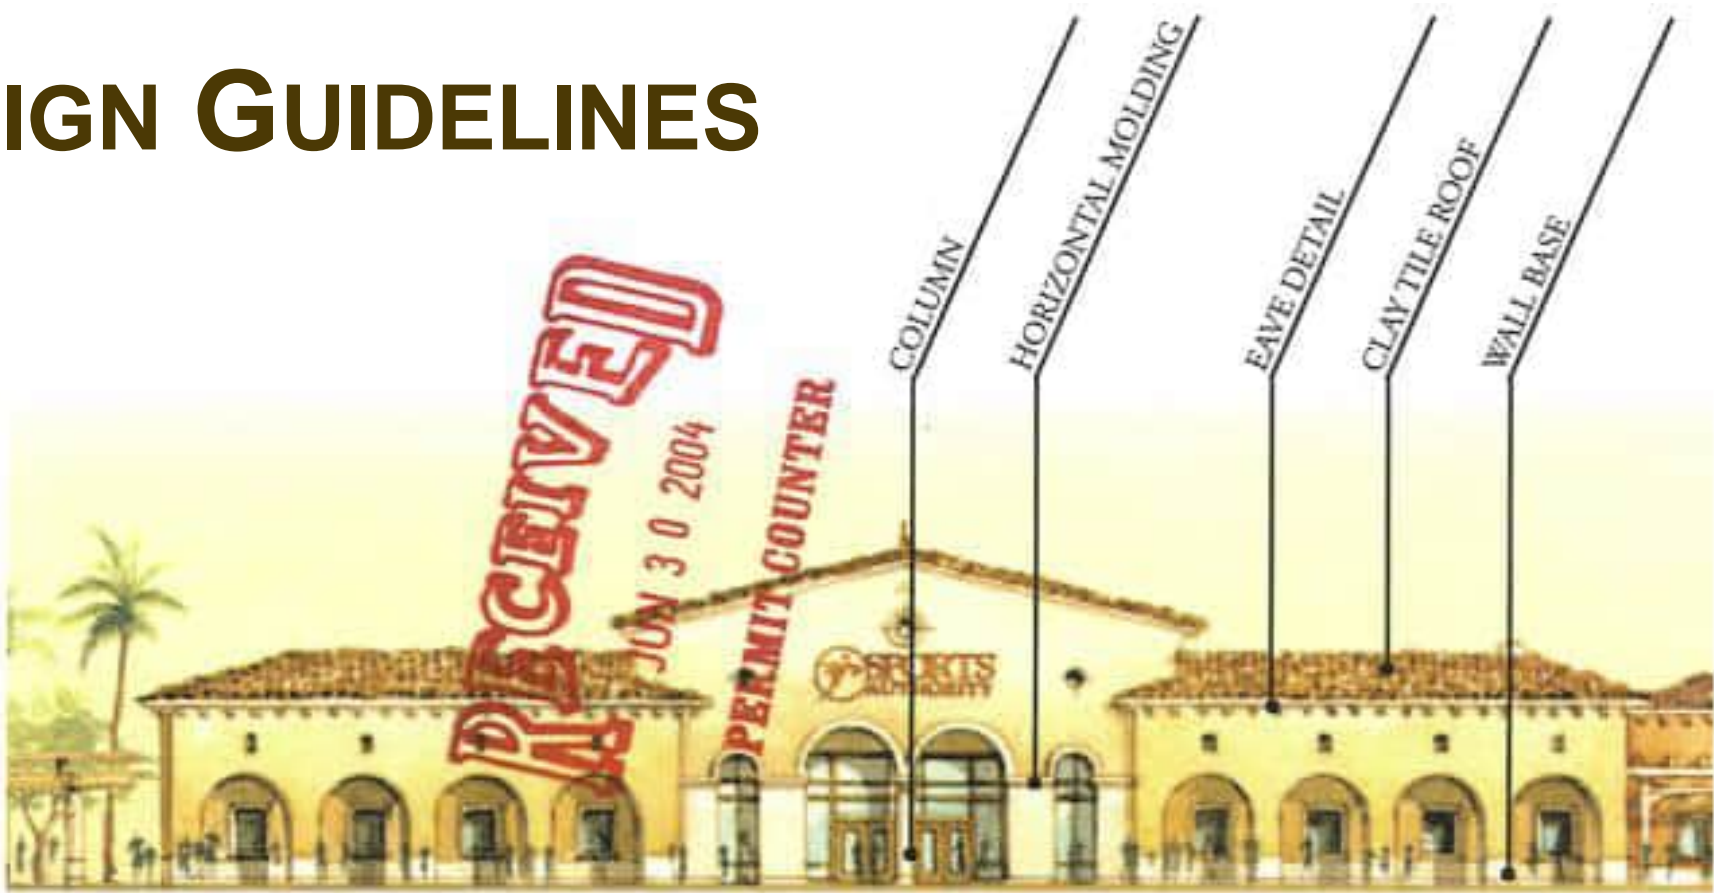 IGN GUIDELINES
COLUMN
HORIZONTAL MOLDING
EAVE DETAIL
CLAY TILE ROOF
WALL BASE
RECEIVED
JUN 3 0 2004
PERMIT COUNTER
SPORTS
AUTHORITY